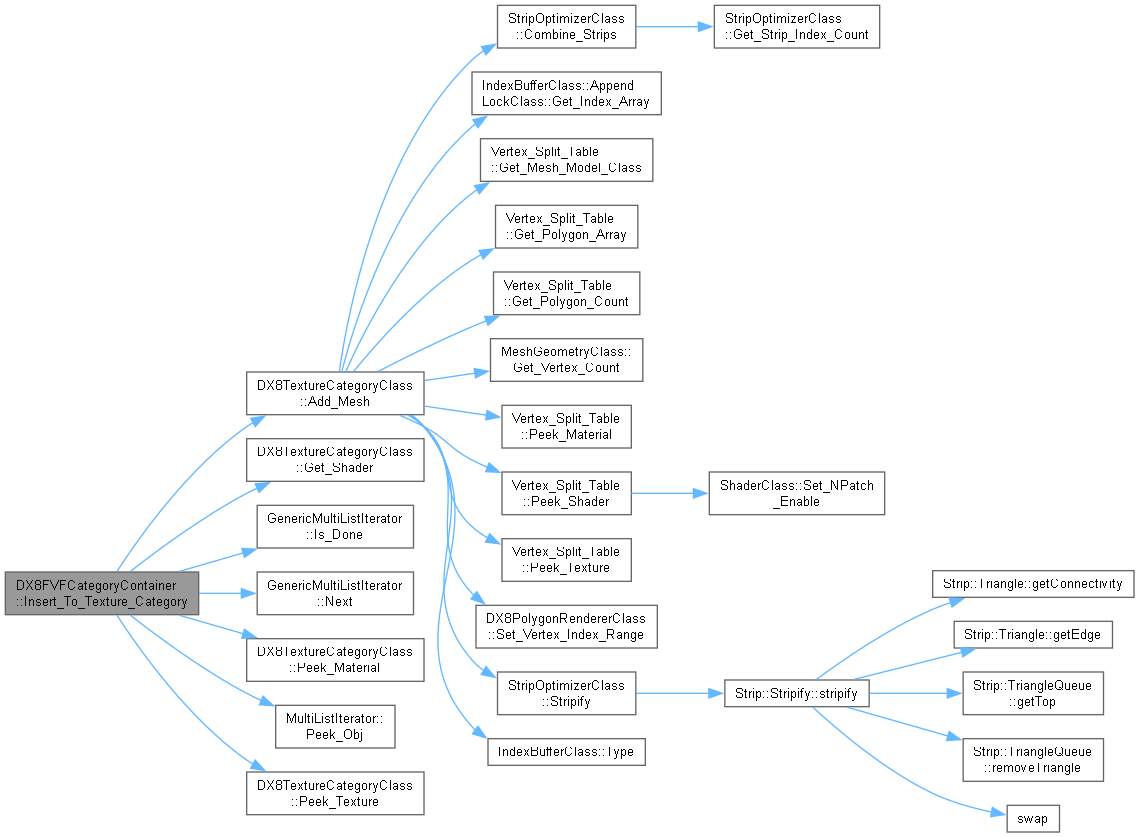 DX8FVFCategoryContainer
::Insert_To_Texture_Category
DX8TextureCategoryClass
::Add_Mesh
DX8TextureCategoryClass
::Get_Shader
GenericMultiListIterator
::Is_Done
GenericMultiListIterator
::Next
DX8TextureCategoryClass
::Peek_Material
MultiListIterator::
Peek_Obj
DX8TextureCategoryClass
::Peek_Texture
StripOptimizerClass
::Combine_Strips
IndexBufferClass::Append
LockClass::Get_Index_Array
Vertex_Split_Table
::Get_Mesh_Model_Class
Vertex_Split_Table
::Get_Polygon_Array
Vertex_Split_Table
::Get_Polygon_Count
MeshGeometryClass::
Get_Vertex_Count
Vertex_Split_Table
::Peek_Material
Vertex_Split_Table
::Peek_Shader
Vertex_Split_Table
::Peek_Texture
DX8PolygonRendererClass
::Set_Vertex_Index_Range
StripOptimizerClass
::Stripify
IndexBufferClass::Type
StripOptimizerClass
::Get_Strip_Index_Count
ShaderClass::Set_NPatch
_Enable
Strip::Stripify::stripify
Strip::Triangle::getConnectivity
Strip::Triangle::getEdge
Strip::TriangleQueue
::getTop
Strip::TriangleQueue
::removeTriangle
swap